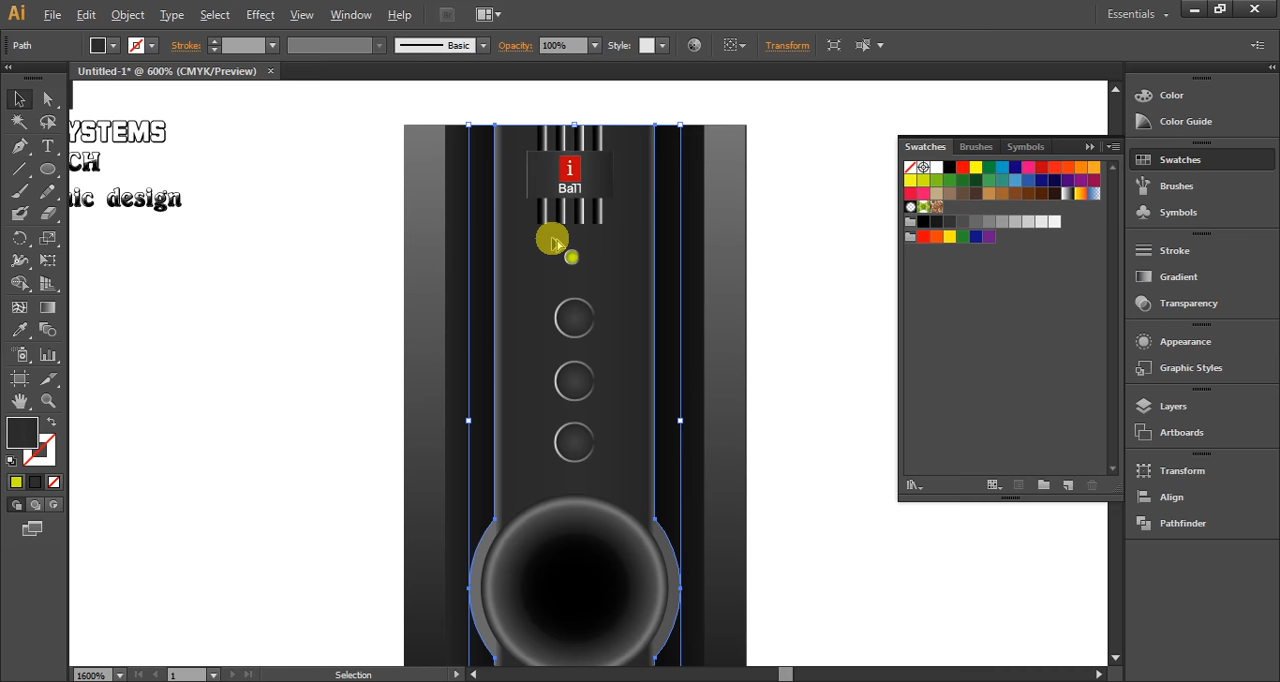 Ai File Edit Object Type Select Effect View Window Help Br Essentials
Path Stroke: Basic Opacity: 100% Style: Transform
Untitled-1* @ 600% (CMYK/Preview)
YSTEMS
CH
ic design
i
Ball
Swatches Brushes Symbols
Color
Color Guide
Swatches
Brushes
Symbols
Stroke
Gradient
Transparency
Appearance
Graphic Styles
Layers
Artboards
Transform
Align
Pathfinder
1600% 1 Selection